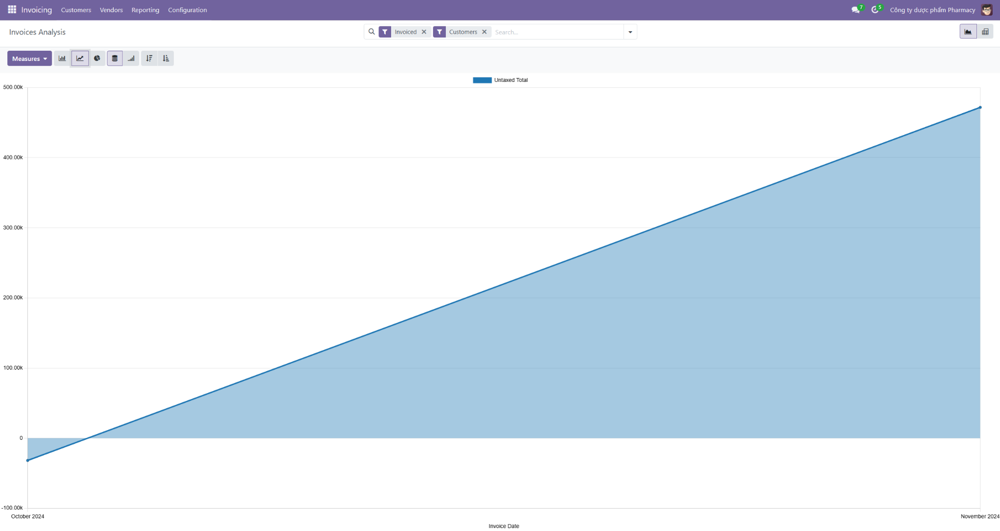 Invoicing Customers Vendors Reporting Configuration 7 5 Công ty dược phẩm Pharmacy
Invoices Analysis Invoiced Customers Search...
Measures
Untaxed Total
500.00k
400.00k
300.00k
200.00k
100.00k
0
-100.00k
October 2024 November 2024
Invoice Date